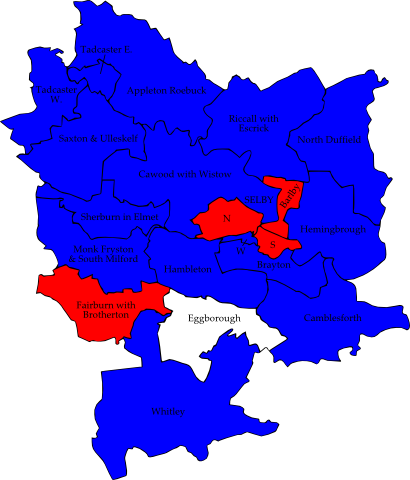 Tadcaster E
Tadcaster
W
Appleton Roebuck
Riccall with
Escrick
Saxton & Ulleskelf
North Duffield
Cawood with Wistow
SELBY
Barlby
Sherburn in Elmet
N
Hemingbrough
Monk Fryston
& South Milford
W
S
Hambleton
Brayton
Fairburn with
Brotherton
Eggborough
Camblesforth
Whitley